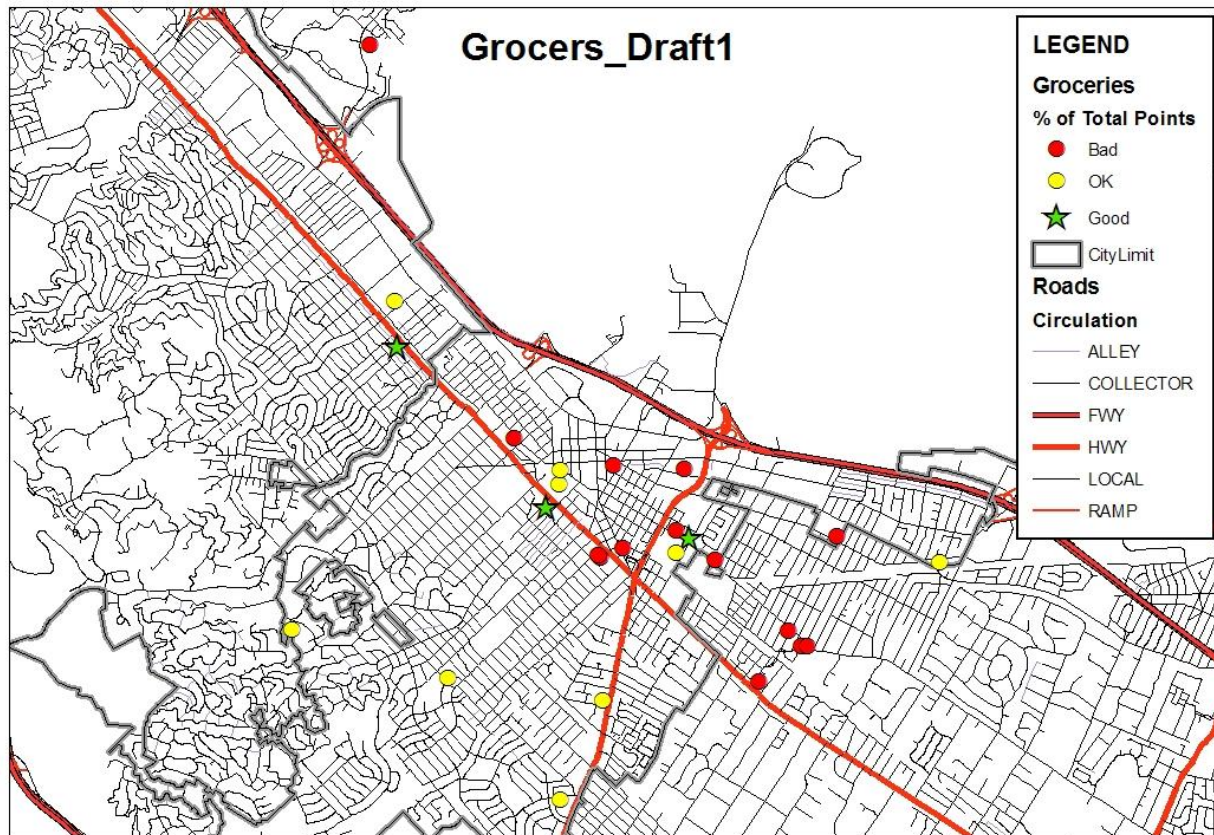 Grocers_Draft1
LEGEND
Groceries
% of Total Points
Bad
OK
Good
CityLimit
Roads
Circulation
ALLEY
COLLECTOR
FWY
HWY
LOCAL
RAMP